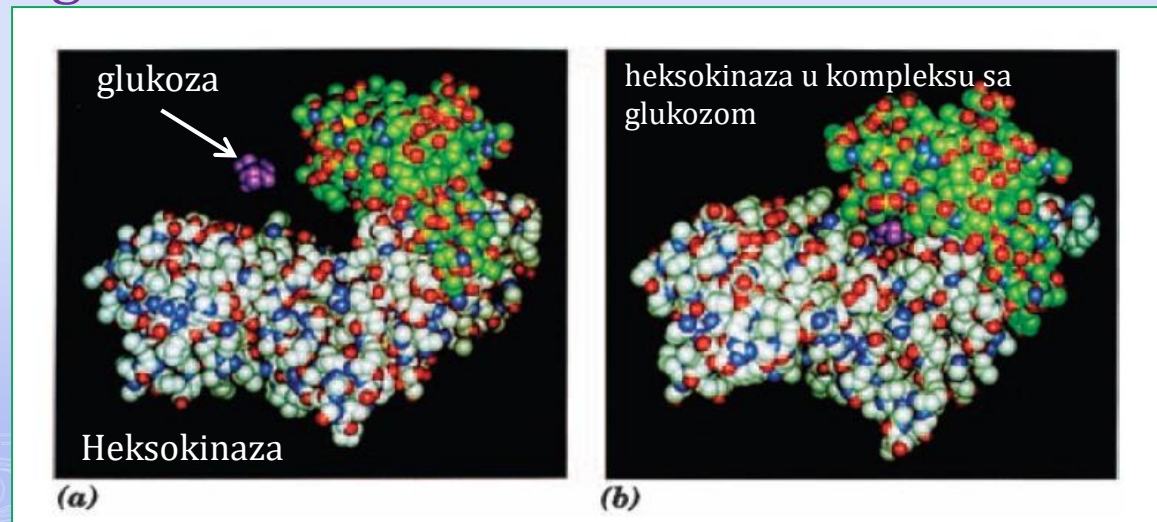 glukoza
Heksokinaza
(a)
heksokinaza u kompleksu sa
glukozom
(b)